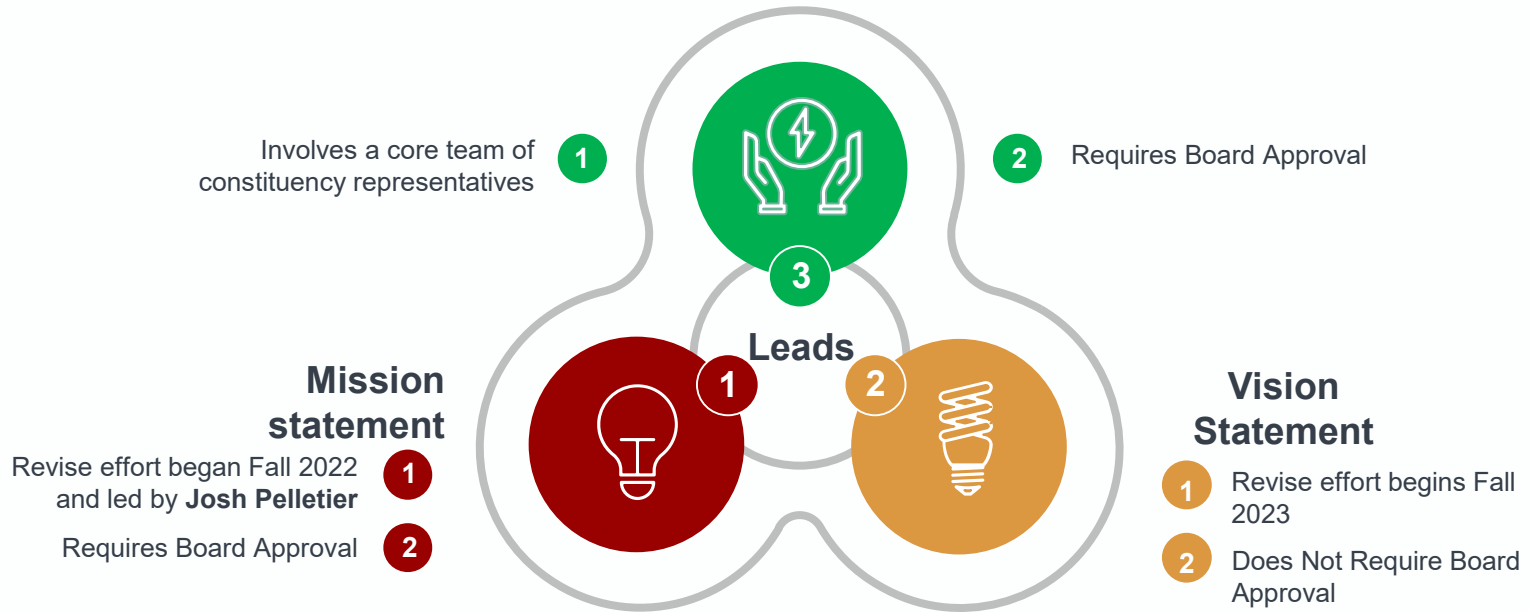 Involves a core team of
constituency representatives
1
2
Requires Board Approval
3
Leads
1
2
Mission
statement
Revise effort began Fall 2022
and led by Josh Pelletier
1
Requires Board Approval
2
Vision
Statement
1
Revise effort begins Fall
2023
2
Does Not Require Board
Approval